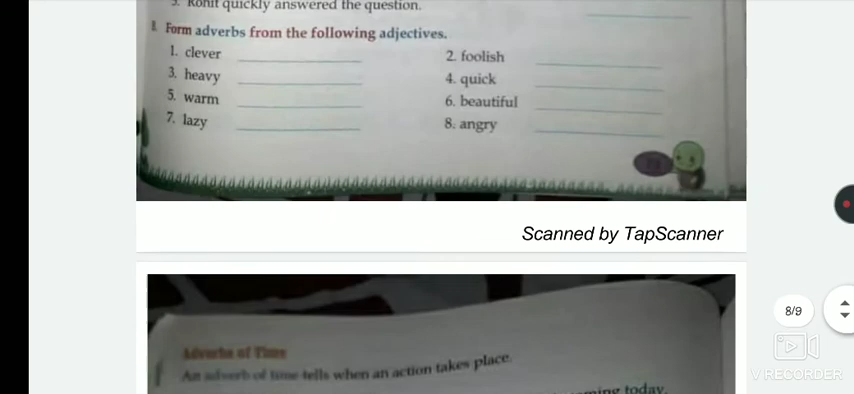 5. Rohit quickly answered the question.
Form adverbs from the following adjectives.
1. clever
2. foolish
3. heavy
4. quick
5. warm
6. beautiful
7. lazy
8. angry
Scanned by TapScanner
8/9
V RECORDER
Adverbs of Time
An adverb of time tells when an action takes place.
today.